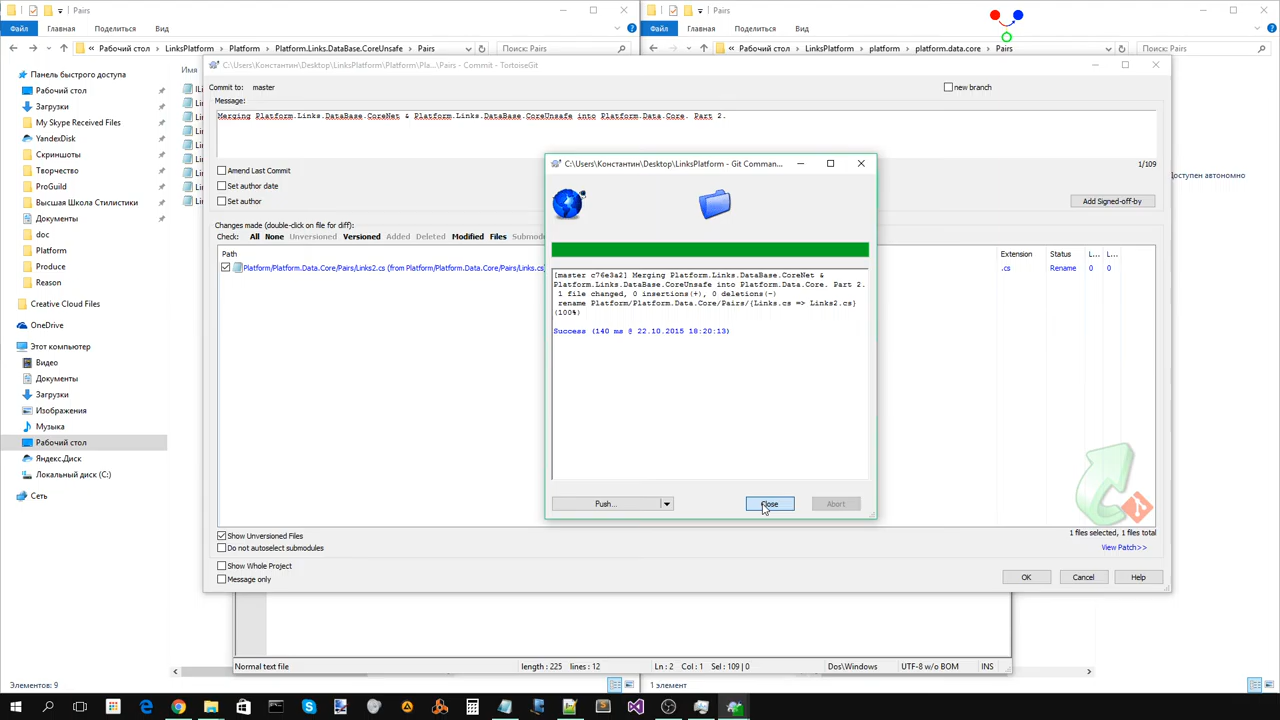 Pairs
Pairs
Файл
Главная
Поделиться
Вид
Файл
Главная
Поделиться
Вид
Рабочий стол > LinksPlatform > Platform > Platform.Links.DataBase.CoreUnsafe > Pairs
Поиск: Pairs
Рабочий стол > LinksPlatform > platform > platform.data.core > Pairs
Поиск: Pairs
C:\Users\Константин\Desktop\LinksPlatform\Platform\Pla...\Pairs - Commit - TortoiseGit
Панель быстрого доступа
Рабочий стол
Загрузки
My Skype Received Files
YandexDisk
Скриншоты
Творчество
ProGuild
Высшая Школа Стилистики
Документы
doc
Platform
Produce
Reason
Creative Cloud Files
OneDrive
Этот компьютер
Видео
Документы
Загрузки
Изображения
Музыка
Рабочий стол
Яндекс.Диск
Локальный диск (C:)
Сеть
Имя
Commit to: master
new branch
Message:
Merging Platform.Links.DataBase.CoreNet & Platform.Links.DataBase.CoreUnsafe into Platform.Data.Core. Part 2.
1/109
Amend Last Commit
Set author date
Set author
Add Signed-off-by
Changes made (double-click on file for diff):
Check: All None Unversioned Versioned Added Deleted Modified Files Submodu
Path
Extension
Status
L...
L...
Platform/Platform.Data.Core/Pairs/Links2.cs (from Platform/Platform.Data.Core/Pairs/Links.cs
.cs
Rename
0
0
C:\Users\Константин\Desktop\LinksPlatform - Git Comman...
[master c76e3a2] Merging Platform.Links.DataBase.CoreNet &
Platform.Links.DataBase.CoreUnsafe into Platform.Data.Core. Part 2.
1 file changed, 0 insertions(+), 0 deletions(-)
rename Platform/Platform.Data.Core/Pairs/{Links.cs => Links2.cs}
(100%)
Success (140 ms @ 22.10.2015 18:20:13)
Push...
Close
Abort
1 files selected, 1 files total
View Patch>>
Show Unversioned Files
Do not autoselect submodules
Show Whole Project
Message only
OK
Cancel
Help
Доступен автономно
Normal text file
length : 225
lines : 12
Ln : 2
Col : 1
Sel : 109 | 0
Dos\Windows
UTF-8 w/o BOM
INS
Элементов: 9
1 элемент